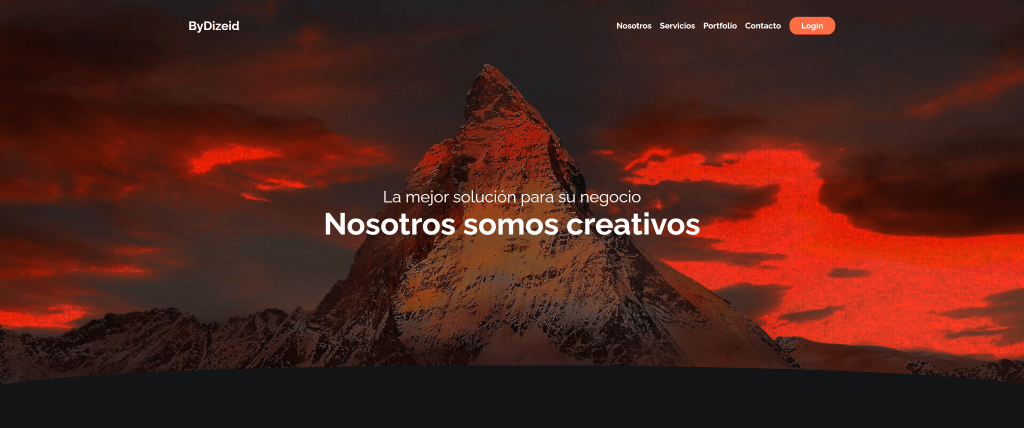 ByDizeid
Nosotros Servicios Portfolio Contacto Login
La mejor solución para su negocio
Nosotros somos creativos